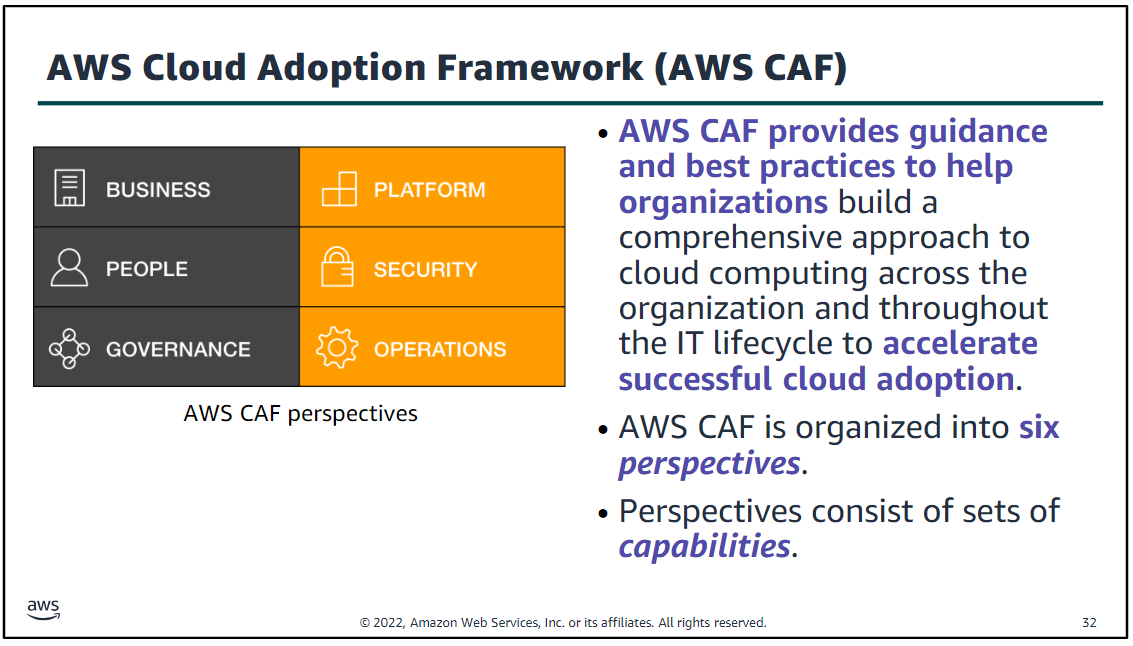 AWS Cloud Adoption Framework (AWS CAF)
BUSINESS
PLATFORM
PEOPLE
SECURITY
GOVERNANCE
OPERATIONS
AWS CAF perspectives
• AWS CAF provides guidance
and best practices to help
organizations build a
comprehensive approach to
cloud computing across the
organization and throughout
the IT lifecycle to accelerate
successful cloud adoption.
• AWS CAF is organized into six
perspectives.
• Perspectives consist of sets of
capabilities.
aws
© 2022, Amazon Web Services, Inc. or its affiliates. All rights reserved.
32